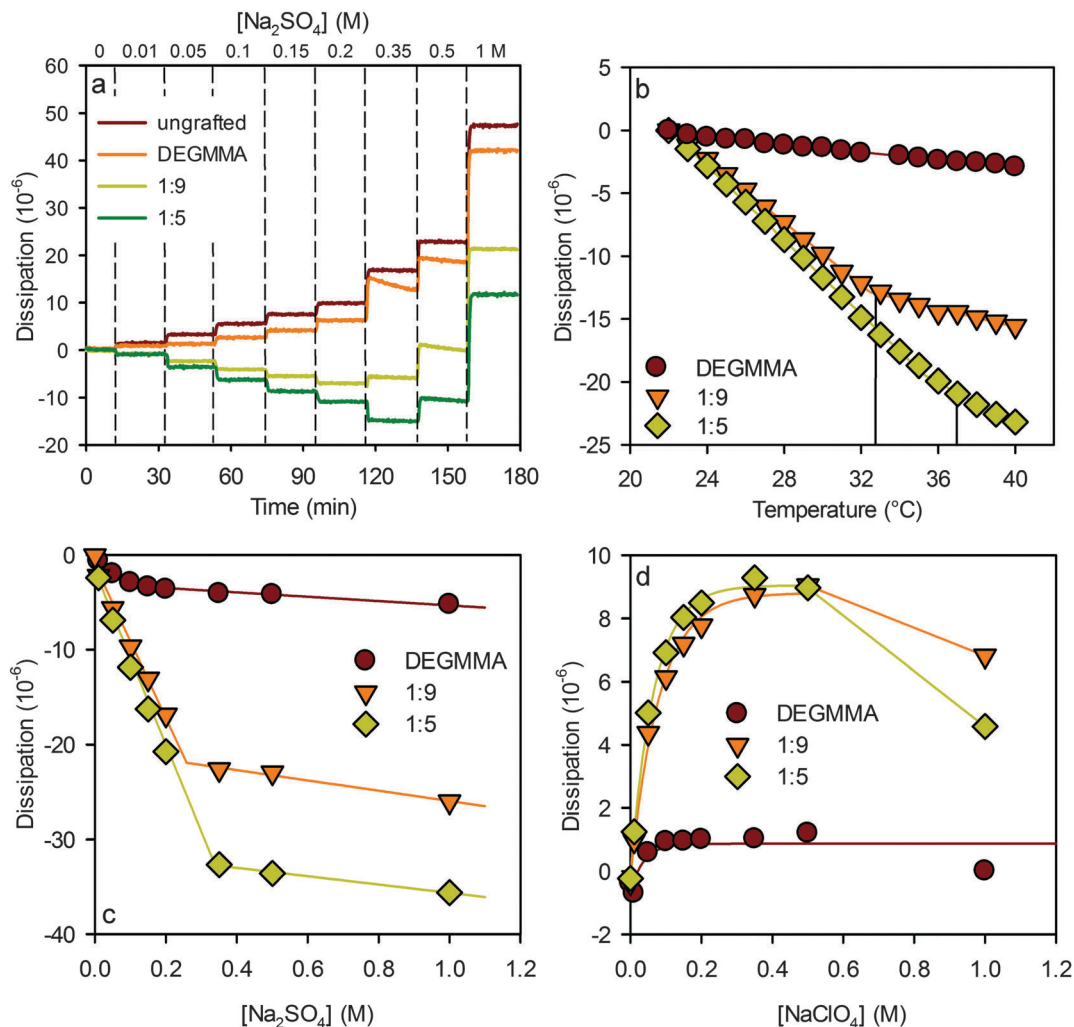 [Na2SO4] (M)
0 0.01 0.05 0.1 0.15 0.2 0.35 0.5 1 M
a
60
50
40
30
20
10
0
-10
-20
Dissipation (10-6)
ungrafted
DEGMMA
1:9
1:5
0 30 60 90 120 150 180
Time (min)
b
5
0
-5
-10
-15
-20
-25
Dissipation (10-6)
DEGMMA
1:9
1:5
20 24 28 32 36 40
Temperature (°C)
0
-10
-20
-30
-40
Dissipation (10-6)
DEGMMA
1:9
1:5
c
0.0 0.2 0.4 0.6 0.8 1.0 1.2
[Na2SO4] (M)
d
10
8
6
4
2
0
-2
Dissipation (10-6)
DEGMMA
1:9
1:5
0.0 0.2 0.4 0.6 0.8 1.0 1.2
[NaClO4] (M)